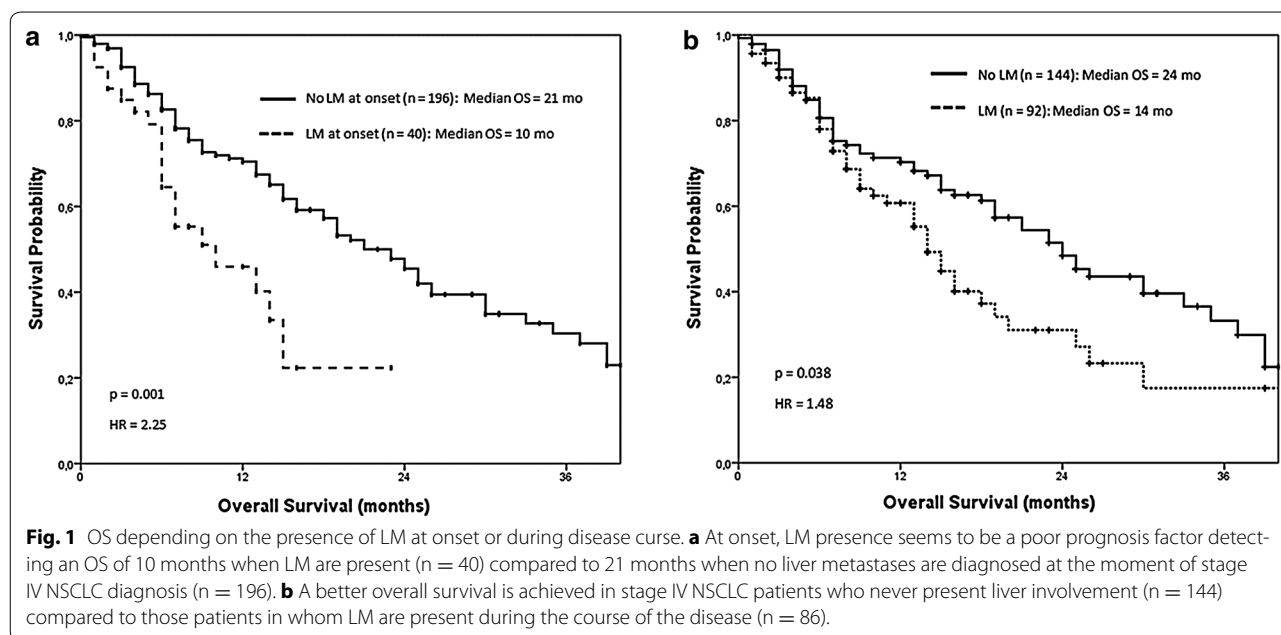 a
1,0
0,8
0,6
0,4
0,2
0,0
Survival Probability
No LM at onset (n = 196): Median OS = 21 mo
LM at onset (n = 40): Median OS = 10 mo
p = 0.001
HR = 2.25
0 12 24 36
Overall Survival (months)
b
1,0
0,8
0,6
0,4
0,2
0,0
Survival Probability
No LM (n = 144): Median OS = 24 mo
LM (n = 92): Median OS = 14 mo
p = 0.038
HR = 1.48
0 12 24 36
Overall Survival (months)
Fig. 1 OS depending on the presence of LM at onset or during disease curse. a At onset, LM presence seems to be a poor prognosis factor detect-
ing an OS of 10 months when LM are present (n = 40) compared to 21 months when no liver metastases are diagnosed at the moment of stage
IV NSCLC diagnosis (n = 196). b A better overall survival is achieved in stage IV NSCLC patients who never present liver involvement (n = 144)
compared to those patients in whom LM are present during the course of the disease (n = 86).